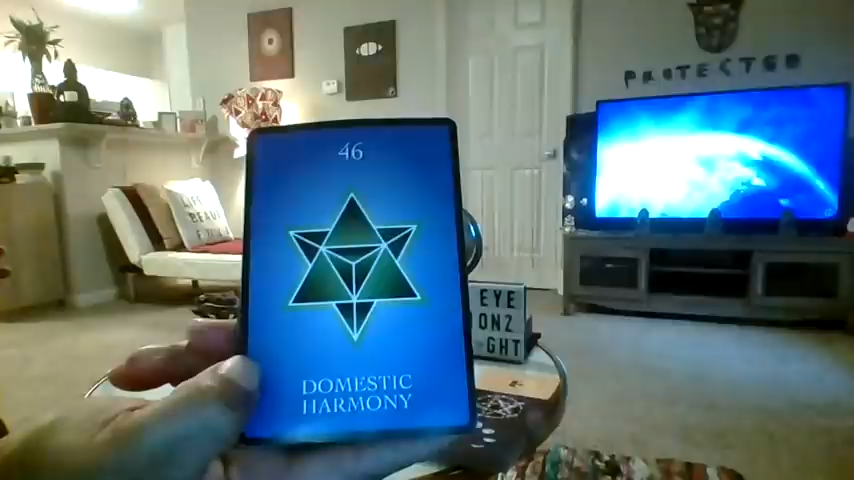 PROTECTED
46
EYE
ONZ
GHT
DOMESTIC
HARMONY